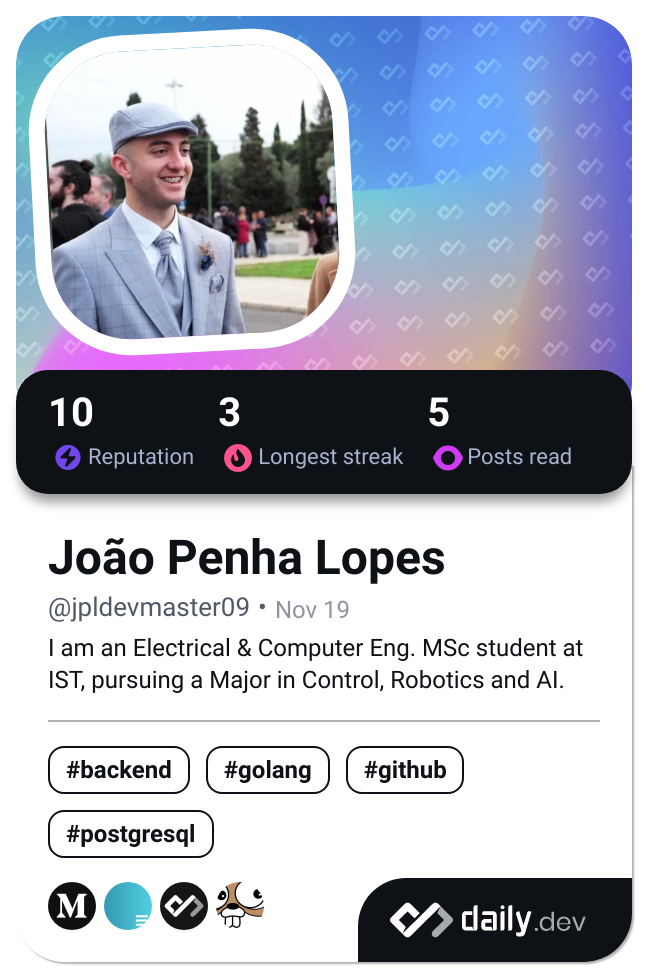 10 3 5
Reputation Longest streak Posts read
João Penha Lopes
@jpldevmaster09 • Nov 19
I am an Electrical & Computer Eng. MSc student at
IST, pursuing a Major in Control, Robotics and AI.
#backend #golang #github
#postgresql
M
daily.dev